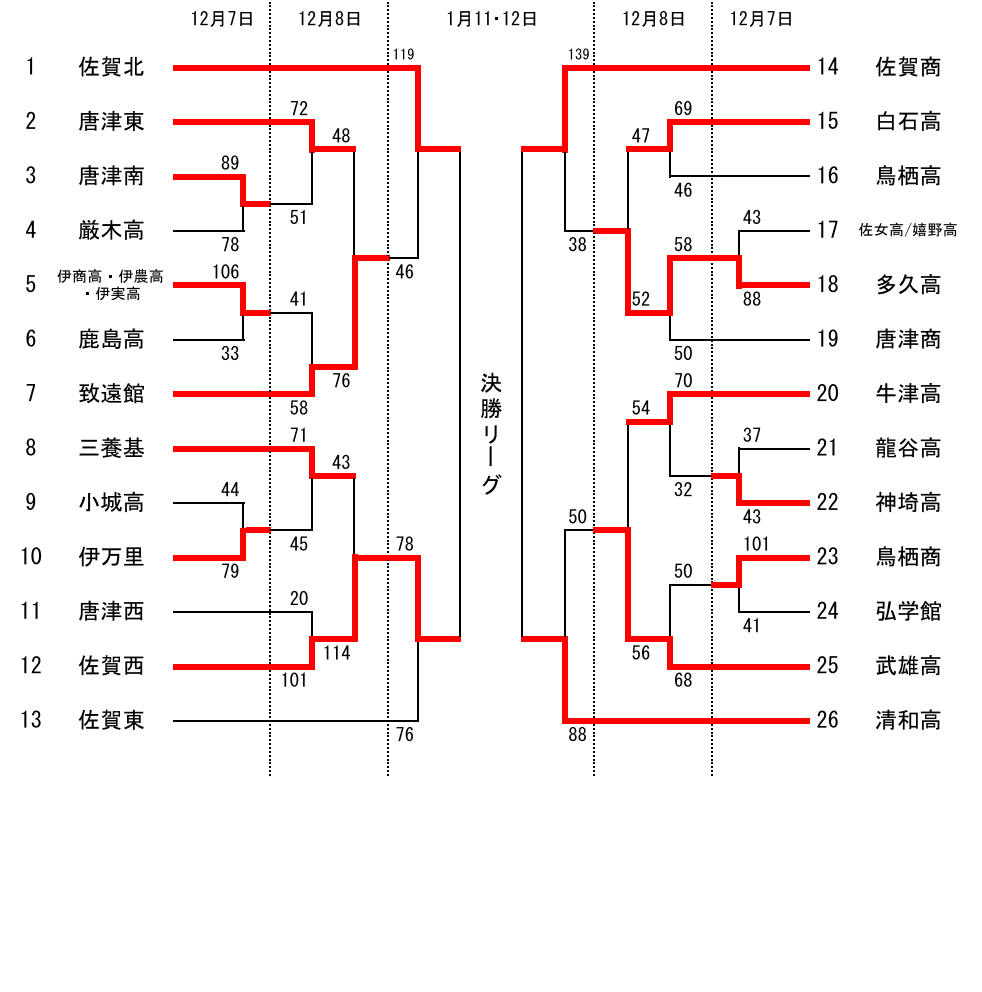 12月7日 12月8日 1月11・12日 12月8日 12月7日
119 139
1 佐賀北 14 佐賀商
72 69
2 唐津東 15 白石高
48 47
89
3 唐津南 16 鳥栖高
46
51 43
4 厳木高 17 佐女高/嬉野高
78 38 58
106 46
5 伊商高・伊農高 18 多久高
・伊実高
41 52 88
6 鹿島高 19 唐津商
33 50
76 70
7 致遠館 20 牛津高
58 54
71 37
8 三養基 21 龍谷高
43
44 32
9 小城高 22 神埼高
50 43
45 78 101
10 伊万里 23 鳥栖商
79 50
20
11 唐津西 24 弘学館
41
114 56
12 佐賀西 25 武雄高
101 68
13 佐賀東 26 清和高
76 88
決勝リーグ